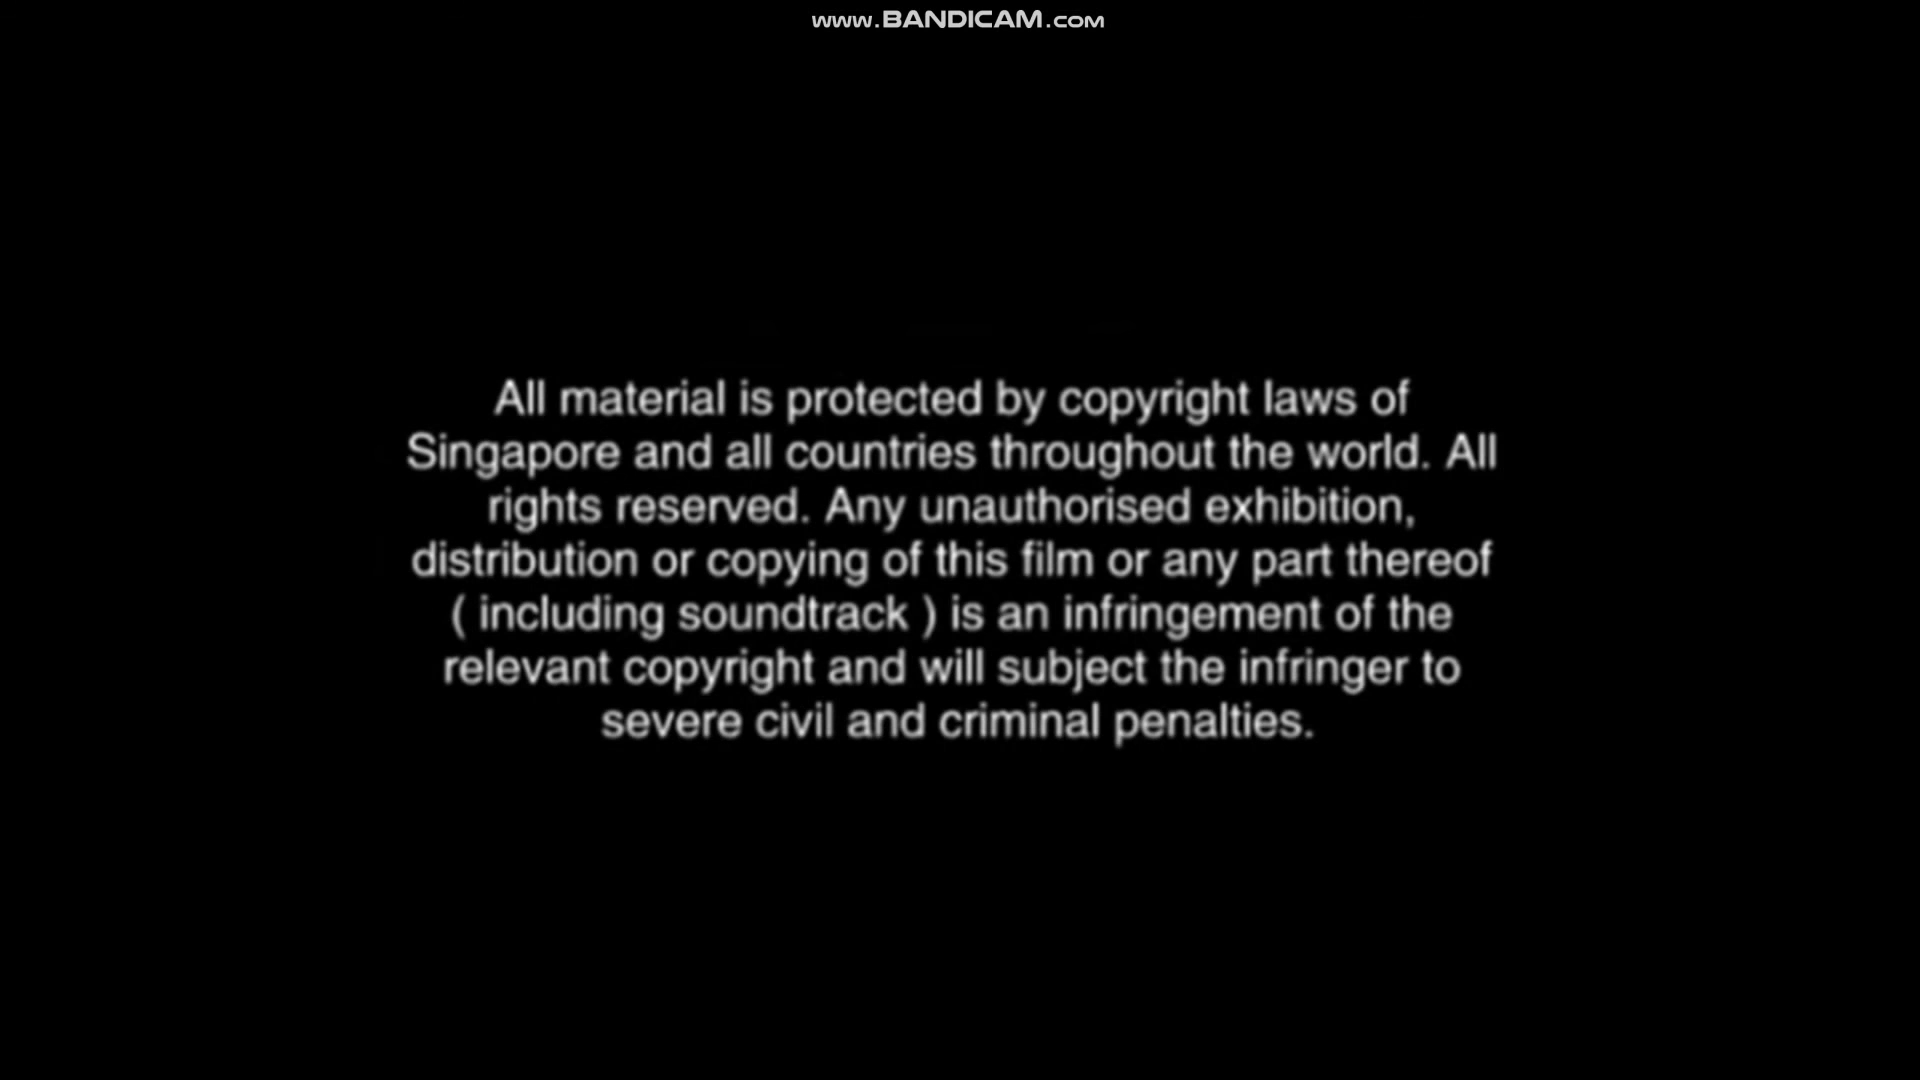 www.BANDICAM.COM
All material is protected by copyright laws of
Singapore and all countries throughout the world. All
rights reserved. Any unauthorised exhibition,
distribution or copying of this film or any part thereof
( including soundtrack ) is an infringement of the
relevant copyright and will subject the infringer to
severe civil and criminal penalties.